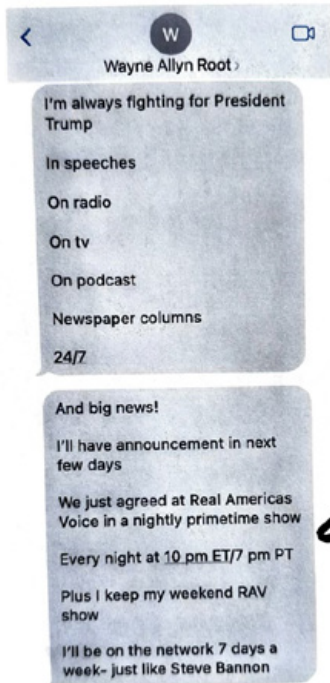 W
Wayne Allyn Root
I'm always fighting for President
Trump
In speeches
On radio
On tv
On podcast
Newspaper columns
24/7
And big news!
I'll have announcement in next
few days
We just agreed at Real Americas
Voice in a nightly primetime show
Every night at 10 pm ET/7 pm PT
Plus I keep my weekend RAV
show
I'll be on the network 7 days a
week- just like Steve Bannon